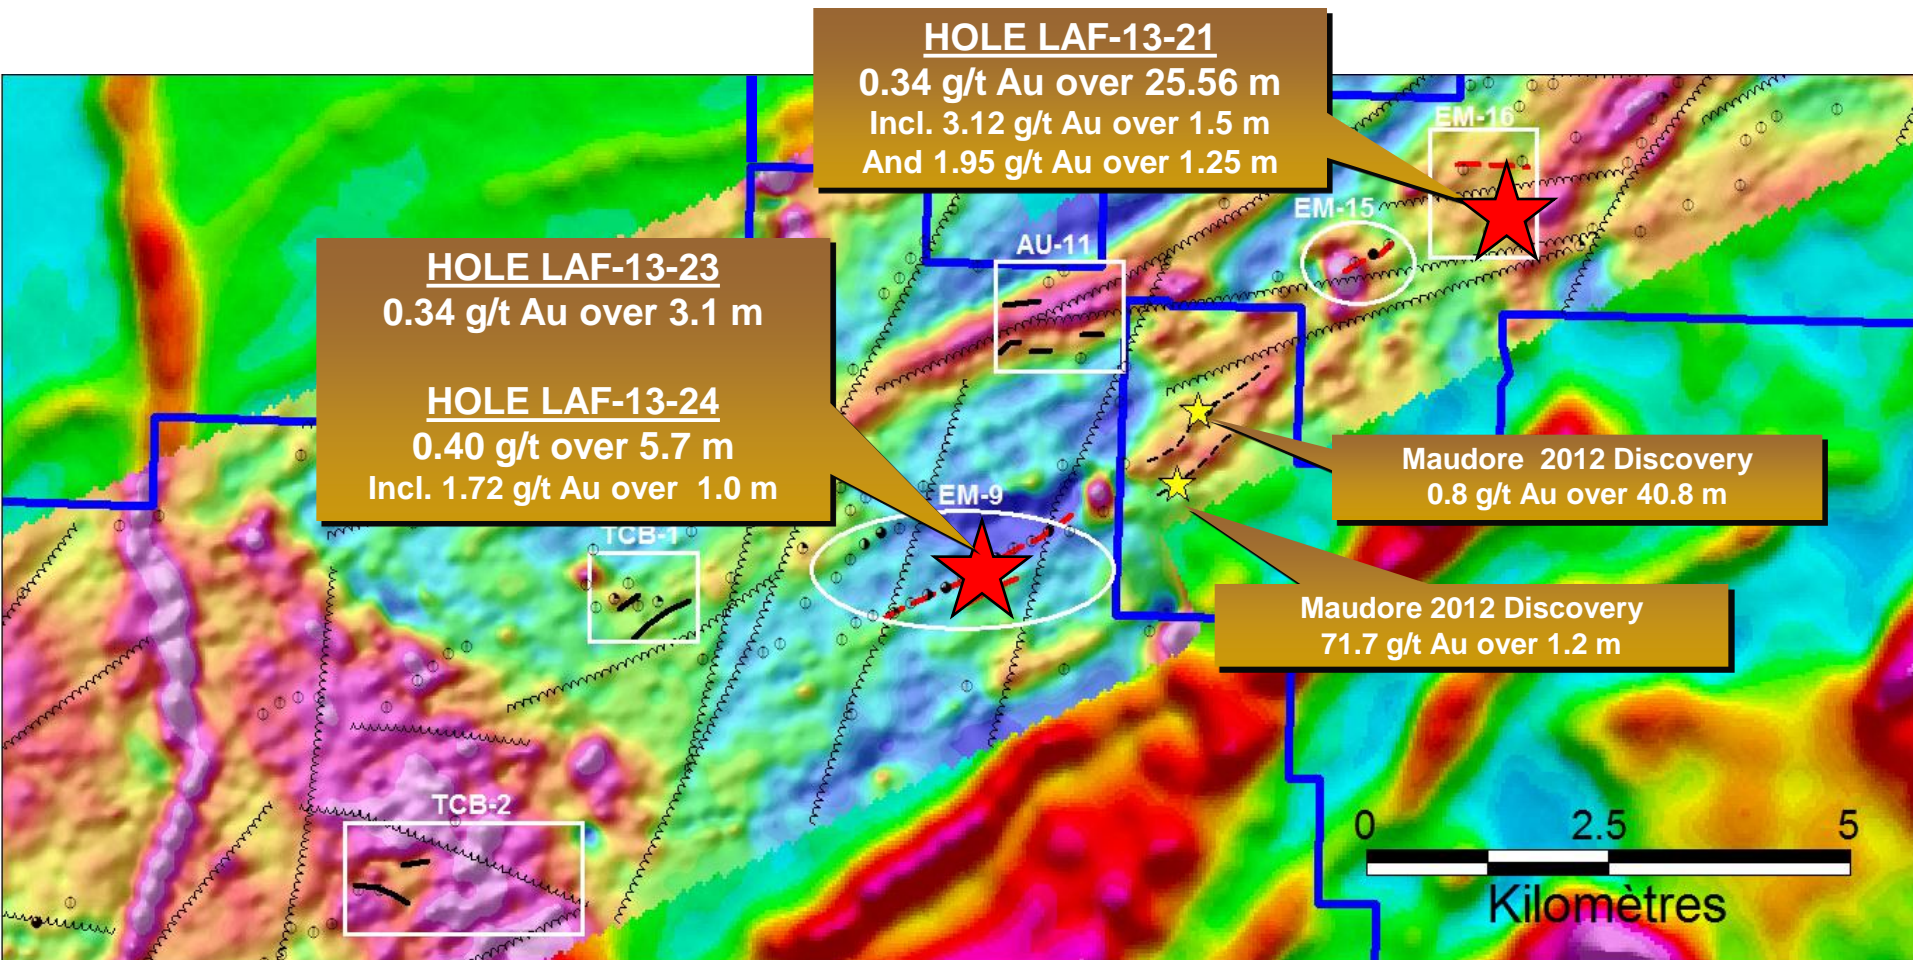 HOLE LAF-13-21
0.34 g/t Au over 25.56 m
Incl. 3.12 g/t Au over 1.5 m
And 1.95 g/t Au over 1.25 m
EM-16
EM-15
AU-11
HOLE LAF-13-23
0.34 g/t Au over 3.1 m
HOLE LAF-13-24
0.40 g/t over 5.7 m
Incl. 1.72 g/t Au over 1.0 m
EM-9
TCB-1
Maudore 2012 Discovery
0.8 g/t Au over 40.8 m
Maudore 2012 Discovery
71.7 g/t Au over 1.2 m
TCB-2
0 2.5 5
Kilomètres